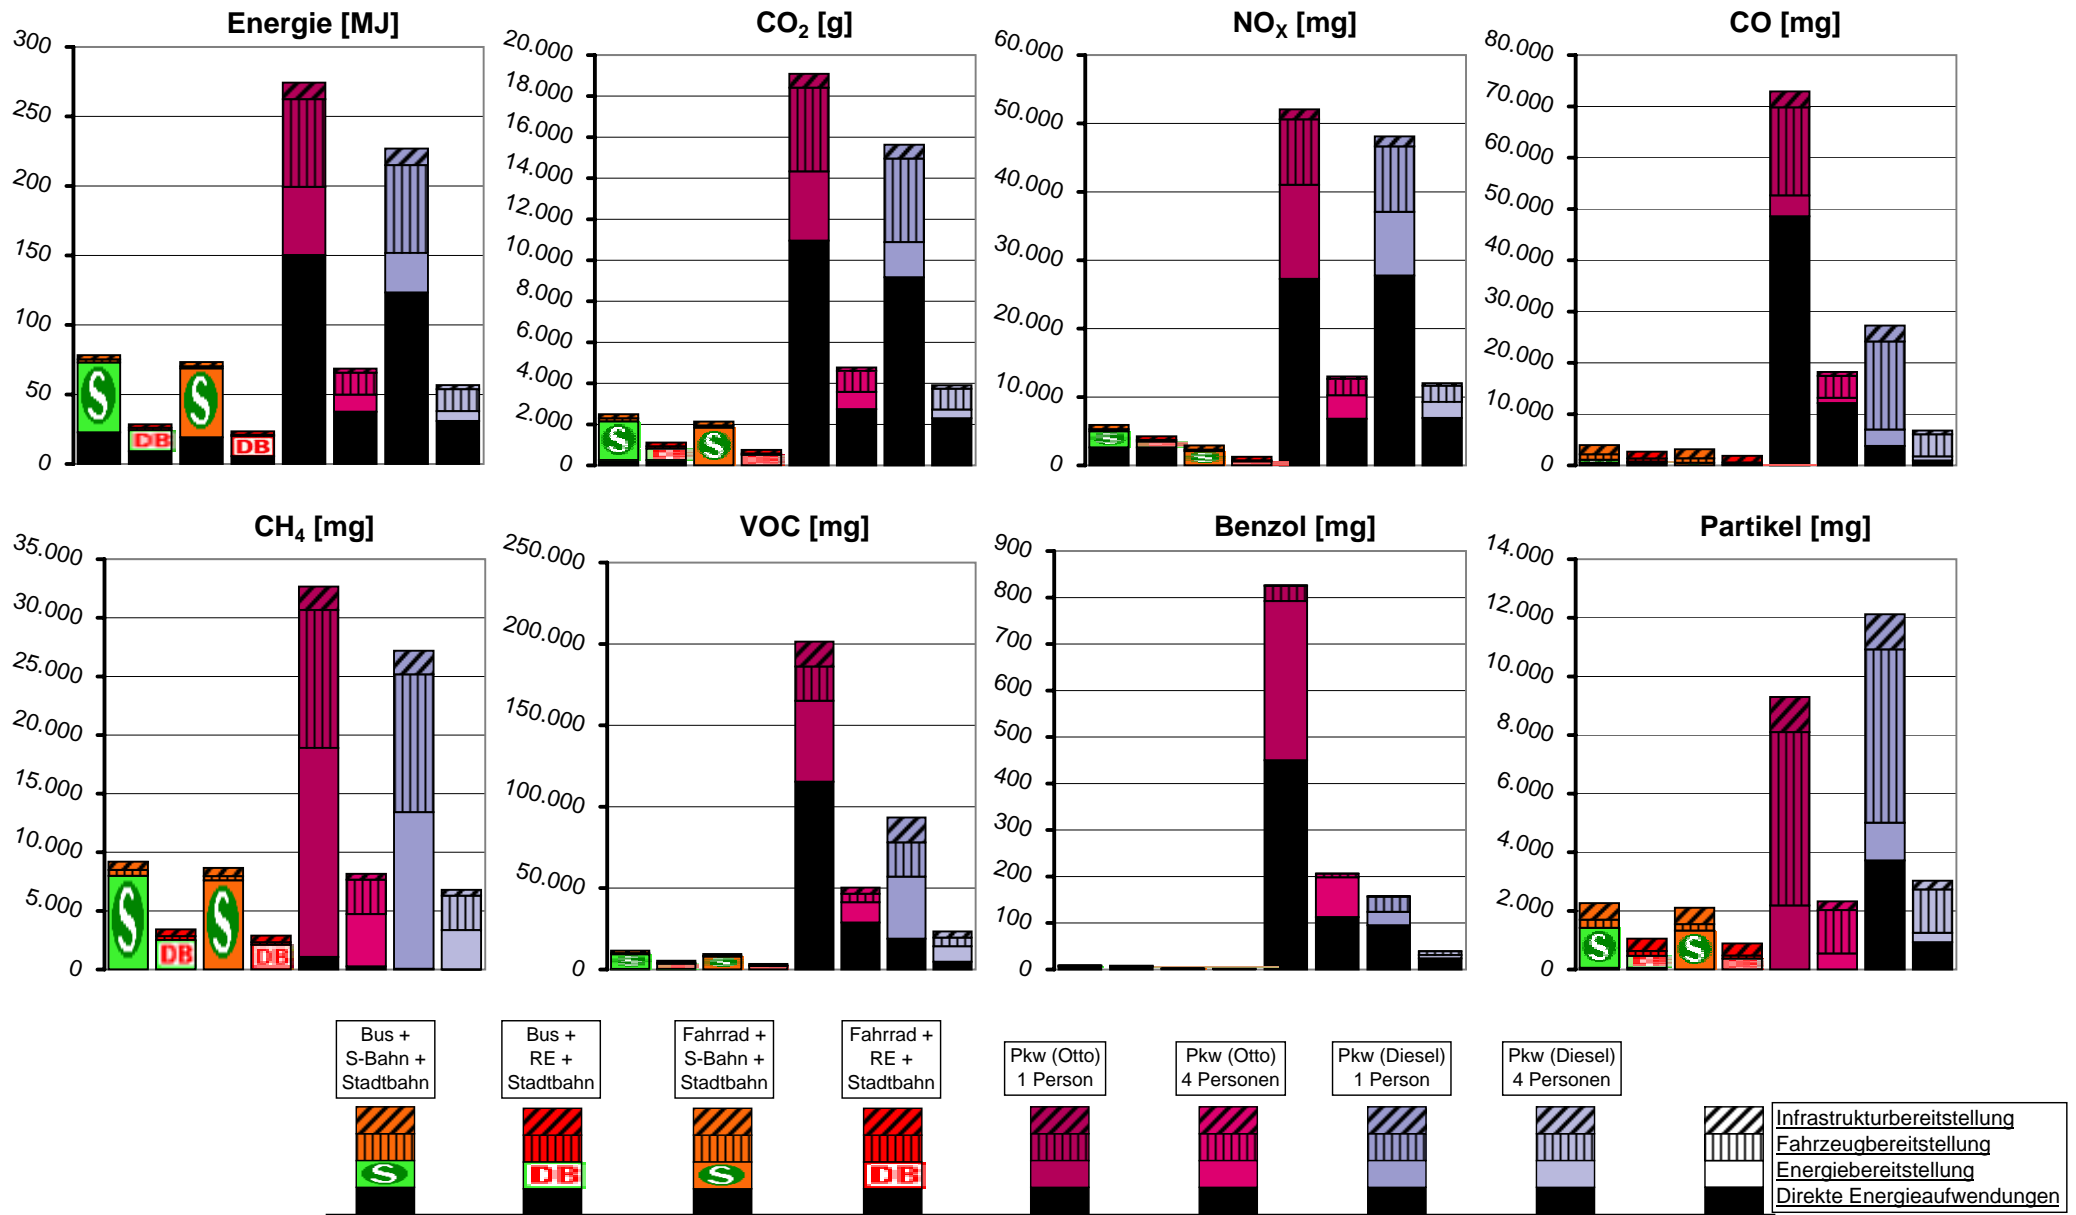 Energie [MJ]
300
250
200
150
100
50
0
CO₂ [g]
20.000
18.000
16.000
14.000
12.000
10.000
8.000
6.000
4.000
2.000
0
NOX [mg]
60.000
50.000
40.000
30.000
20.000
10.000
0
CO [mg]
80.000
70.000
60.000
50.000
40.000
30.000
20.000
10.000
0
S
DB
S
DB
S
S
S
S
CH₄ [mg]
35.000
30.000
25.000
20.000
15.000
10.000
5.000
0
VOC [mg]
250.000
200.000
150.000
100.000
50.000
0
Benzol [mg]
900
800
700
600
500
400
300
200
100
0
Partikel [mg]
14.000
12.000
10.000
8.000
6.000
4.000
2.000
0
S
DB
S
DB
S
S
Bus +
S-Bahn +
Stadtbahn
Bus +
RE +
Stadtbahn
Fahrrad +
S-Bahn +
Stadtbahn
Fahrrad +
RE +
Stadtbahn
Pkw (Otto)
1 Person
Pkw (Otto)
4 Personen
Pkw (Diesel)
1 Person
Pkw (Diesel)
4 Personen
S
DB
S
DB
Infrastrukturbereitstellung
Fahrzeugbereitstellung
Energiebereitstellung
Direkte Energieaufwendungen